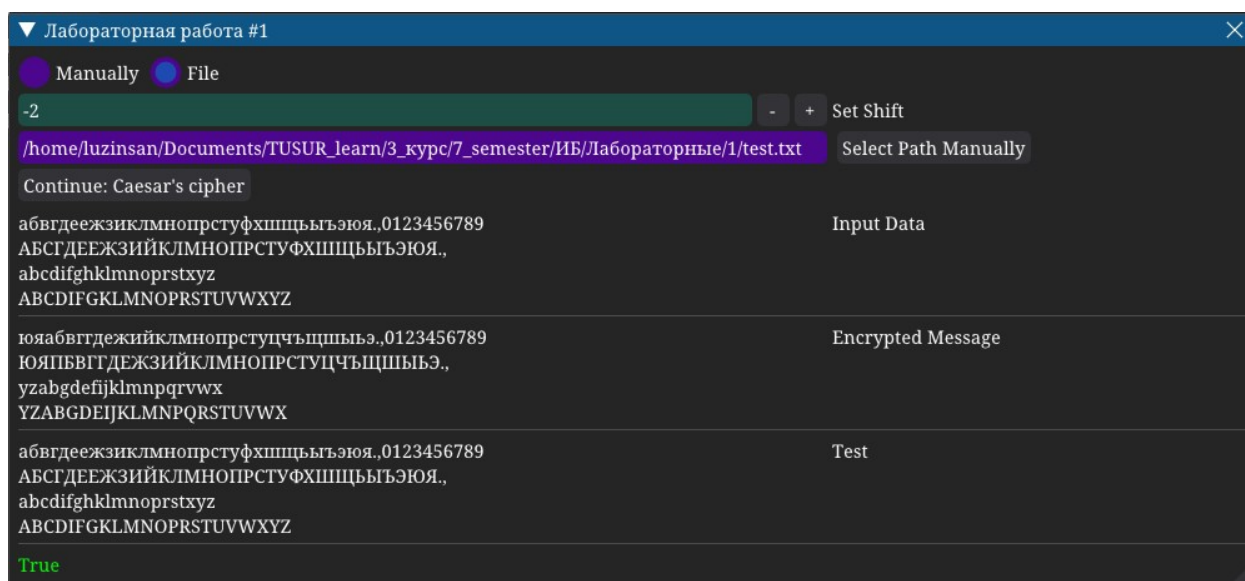 Лабораторная работа #1
Manually File
-2 - + Set Shift
/home/luzinsan/Documents/TUSUR_learn/3_курс/7_semester/ИБ/Лабораторные/1/test.txt Select Path Manually
Continue: Caesar's cipher
абвгдеежзиклмнопрстуфхшщьыъэюя.,0123456789 Input Data
АБСГДЕЕЖЗИЙКЛМНОПРСТУФХШЩЬЫЪЭЮЯ.,
abcdifghklmnoprstxyz
ABCDIFGKLMNOPRSTUVWXYZ
юяабвггдежийклмнопрстуцчъщшыьэ.,0123456789 Encrypted Message
ЮЯПБВГГДЕЖЗИЙКЛМНОПРСТУЦЧЪЩШЫЬЭ.,
yzabgdefijklmnpqrvwx
YZABGDEIJKLMNPQRSTUVWX
абвгдеежзиклмнопрстуфхшщьыъэюя.,0123456789 Test
АБСГДЕЕЖЗИЙКЛМНОПРСТУФХШЩЬЫЪЭЮЯ.,
abcdifghklmnoprstxyz
ABCDIFGKLMNOPRSTUVWXYZ
True